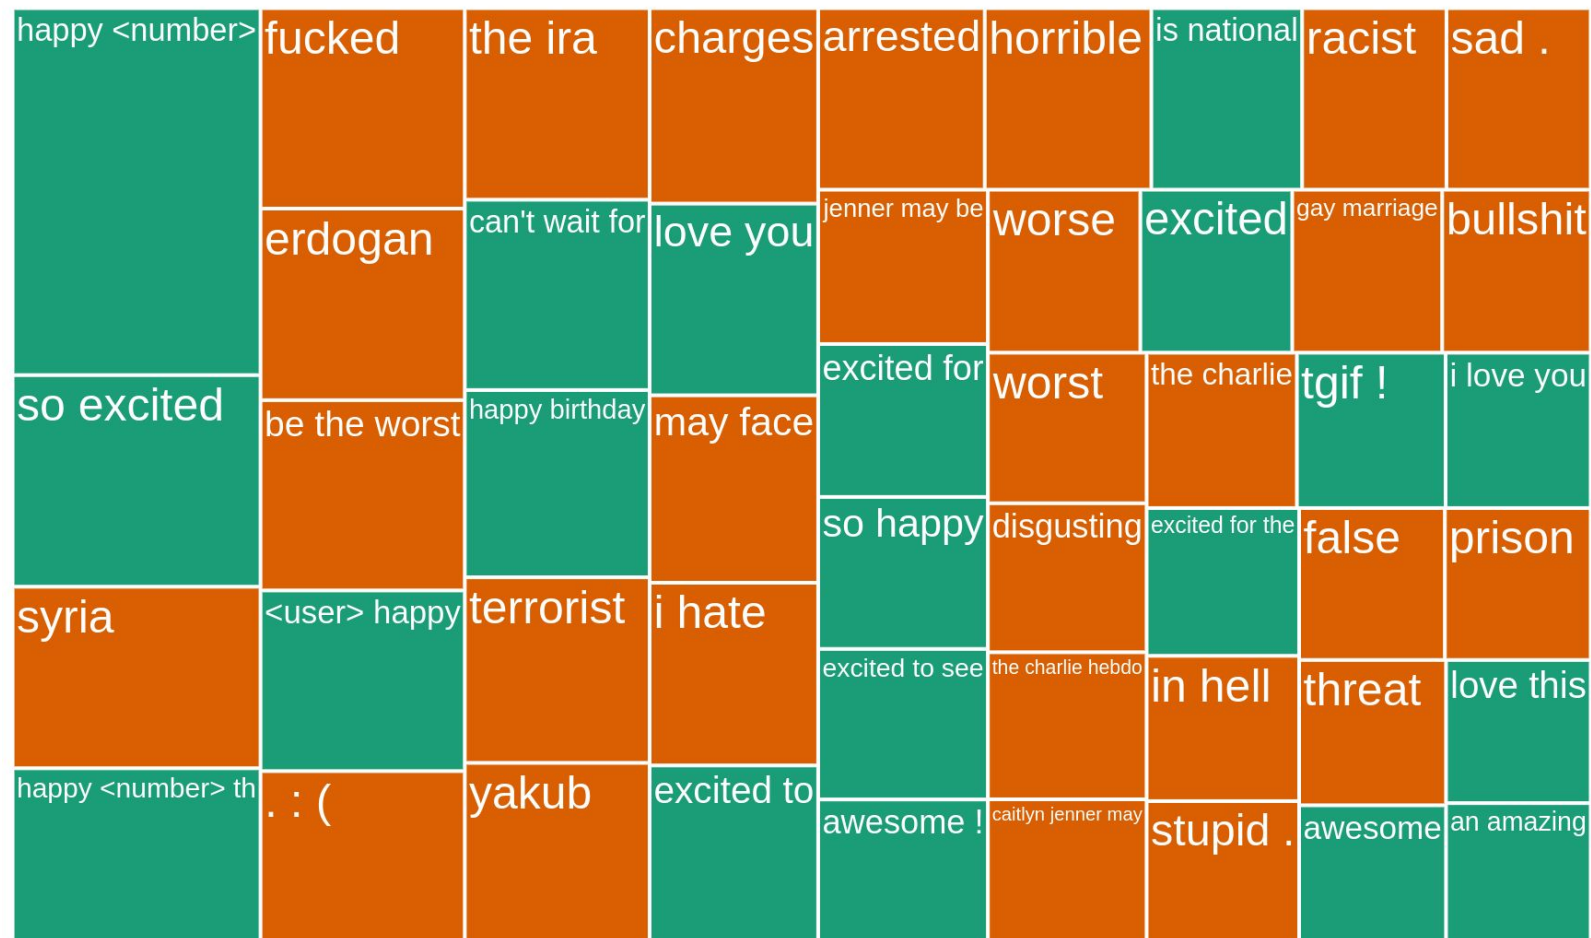 happy <number>
so excited
syria
happy <number> th
fucked
erdogan
be the worst
<user> happy
. : (
the ira
can't wait for
happy birthday
terrorist
yakub
charges
love you
may face
i hate
excited to
arrested
horrible
is national
racist
sad .
jenner may be
excited for
so happy
excited to see
awesome !
worse
excited
gay marriage
bullshit
worst
disgusting
the charlie hebdo
caitlyn jenner may
the charlie
tgif !
i love you
excited for the
in hell
stupid .
false
prison
threat
love this
awesome
an amazing